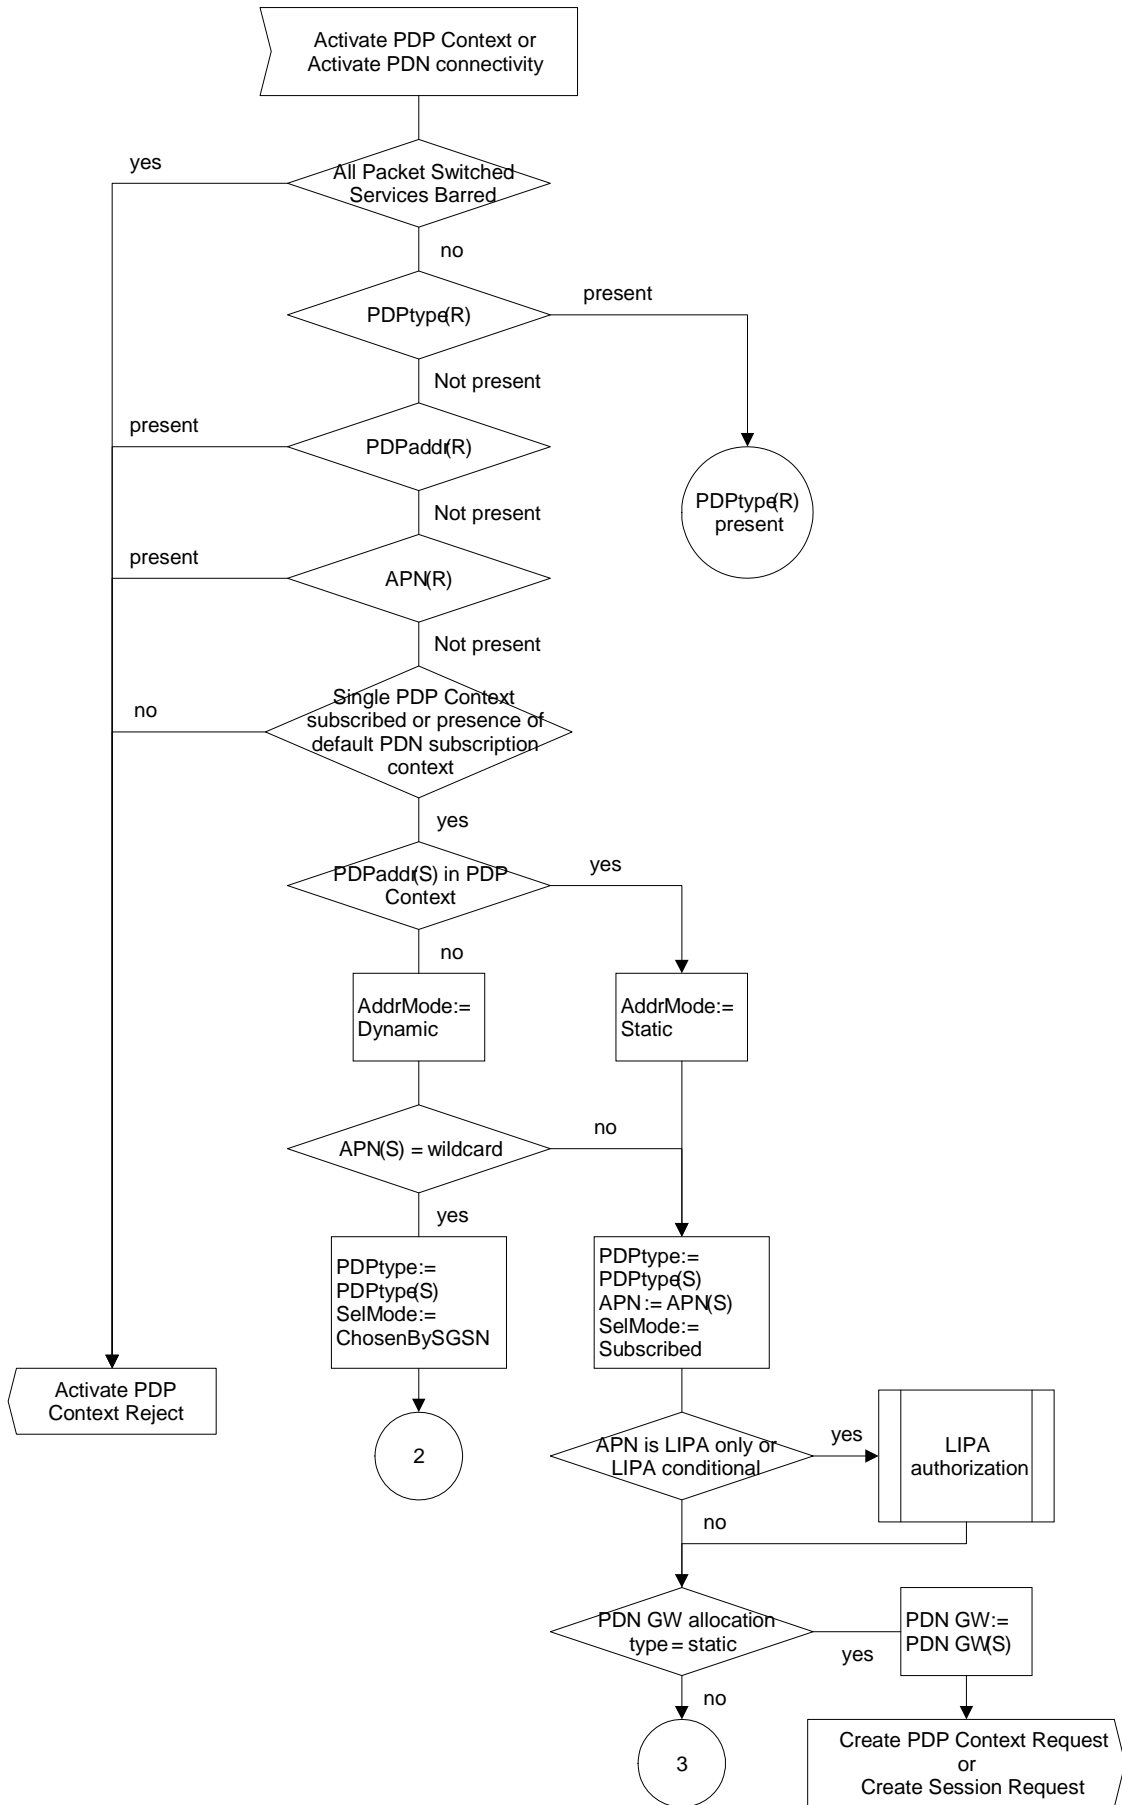 Activate PDP Context or
Activate PDN connectivity
yes
All Packet Switched
Services Barred
no
PDPtype(R)
present
Not present
present
PDPaddr(R)
PDPtype(R)
present
Not present
present
APN(R)
Not present
no
Single PDP Context
subscribed or presence of
default PDN subscription
context
yes
PDPaddr(S) in PDP
Context
yes
no
AddrMode:=
Dynamic
AddrMode:=
Static
APN(S) = wildcard
no
yes
PDPtype:=
PDPtype(S)
SelMode:=
ChosenBySGSN
PDPtype:=
PDPtype(S)
APN := APN(S)
SelMode:=
Subscribed
Activate PDP
Context Reject
2
APN is LIPA only or
LIPA conditional
yes
LIPA
authorization
no
PDN GW allocation
type = static
yes
PDN GW:=
PDN GW(S)
no
3
Create PDP Context Request
or
Create Session Request